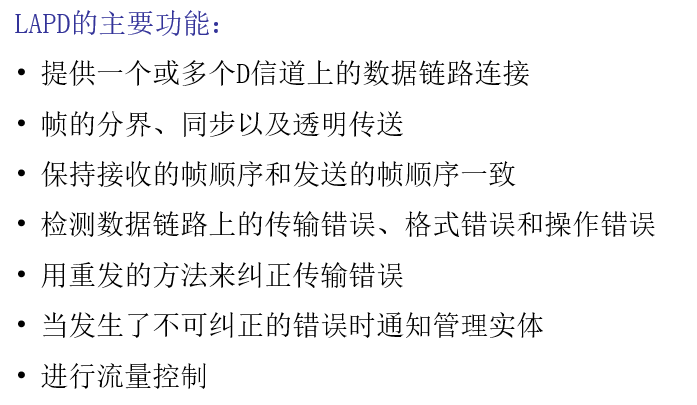 LAPD的主要功能：
• 提供一个或多个D信道上的数据链路连接
• 帧的分界、同步以及透明传送
• 保持接收的帧顺序和发送的帧顺序一致
• 检测数据链路上的传输错误、格式错误和操作错误
• 用重发的方法来纠正传输错误
• 当发生了不可纠正的错误时通知管理实体
• 进行流量控制